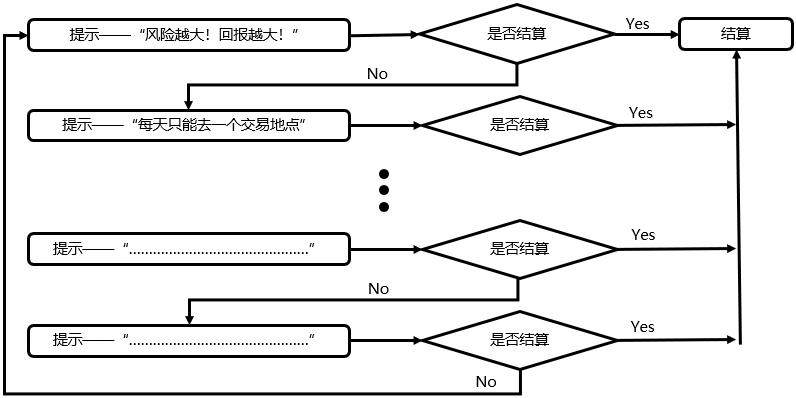 提示——“风险越大！回报越大！”
是否结算
Yes
结算
No
提示——“每天只能去一个交易地点”
是否结算
Yes
提示——“............................................”
是否结算
Yes
No
提示——“............................................”
是否结算
Yes
No